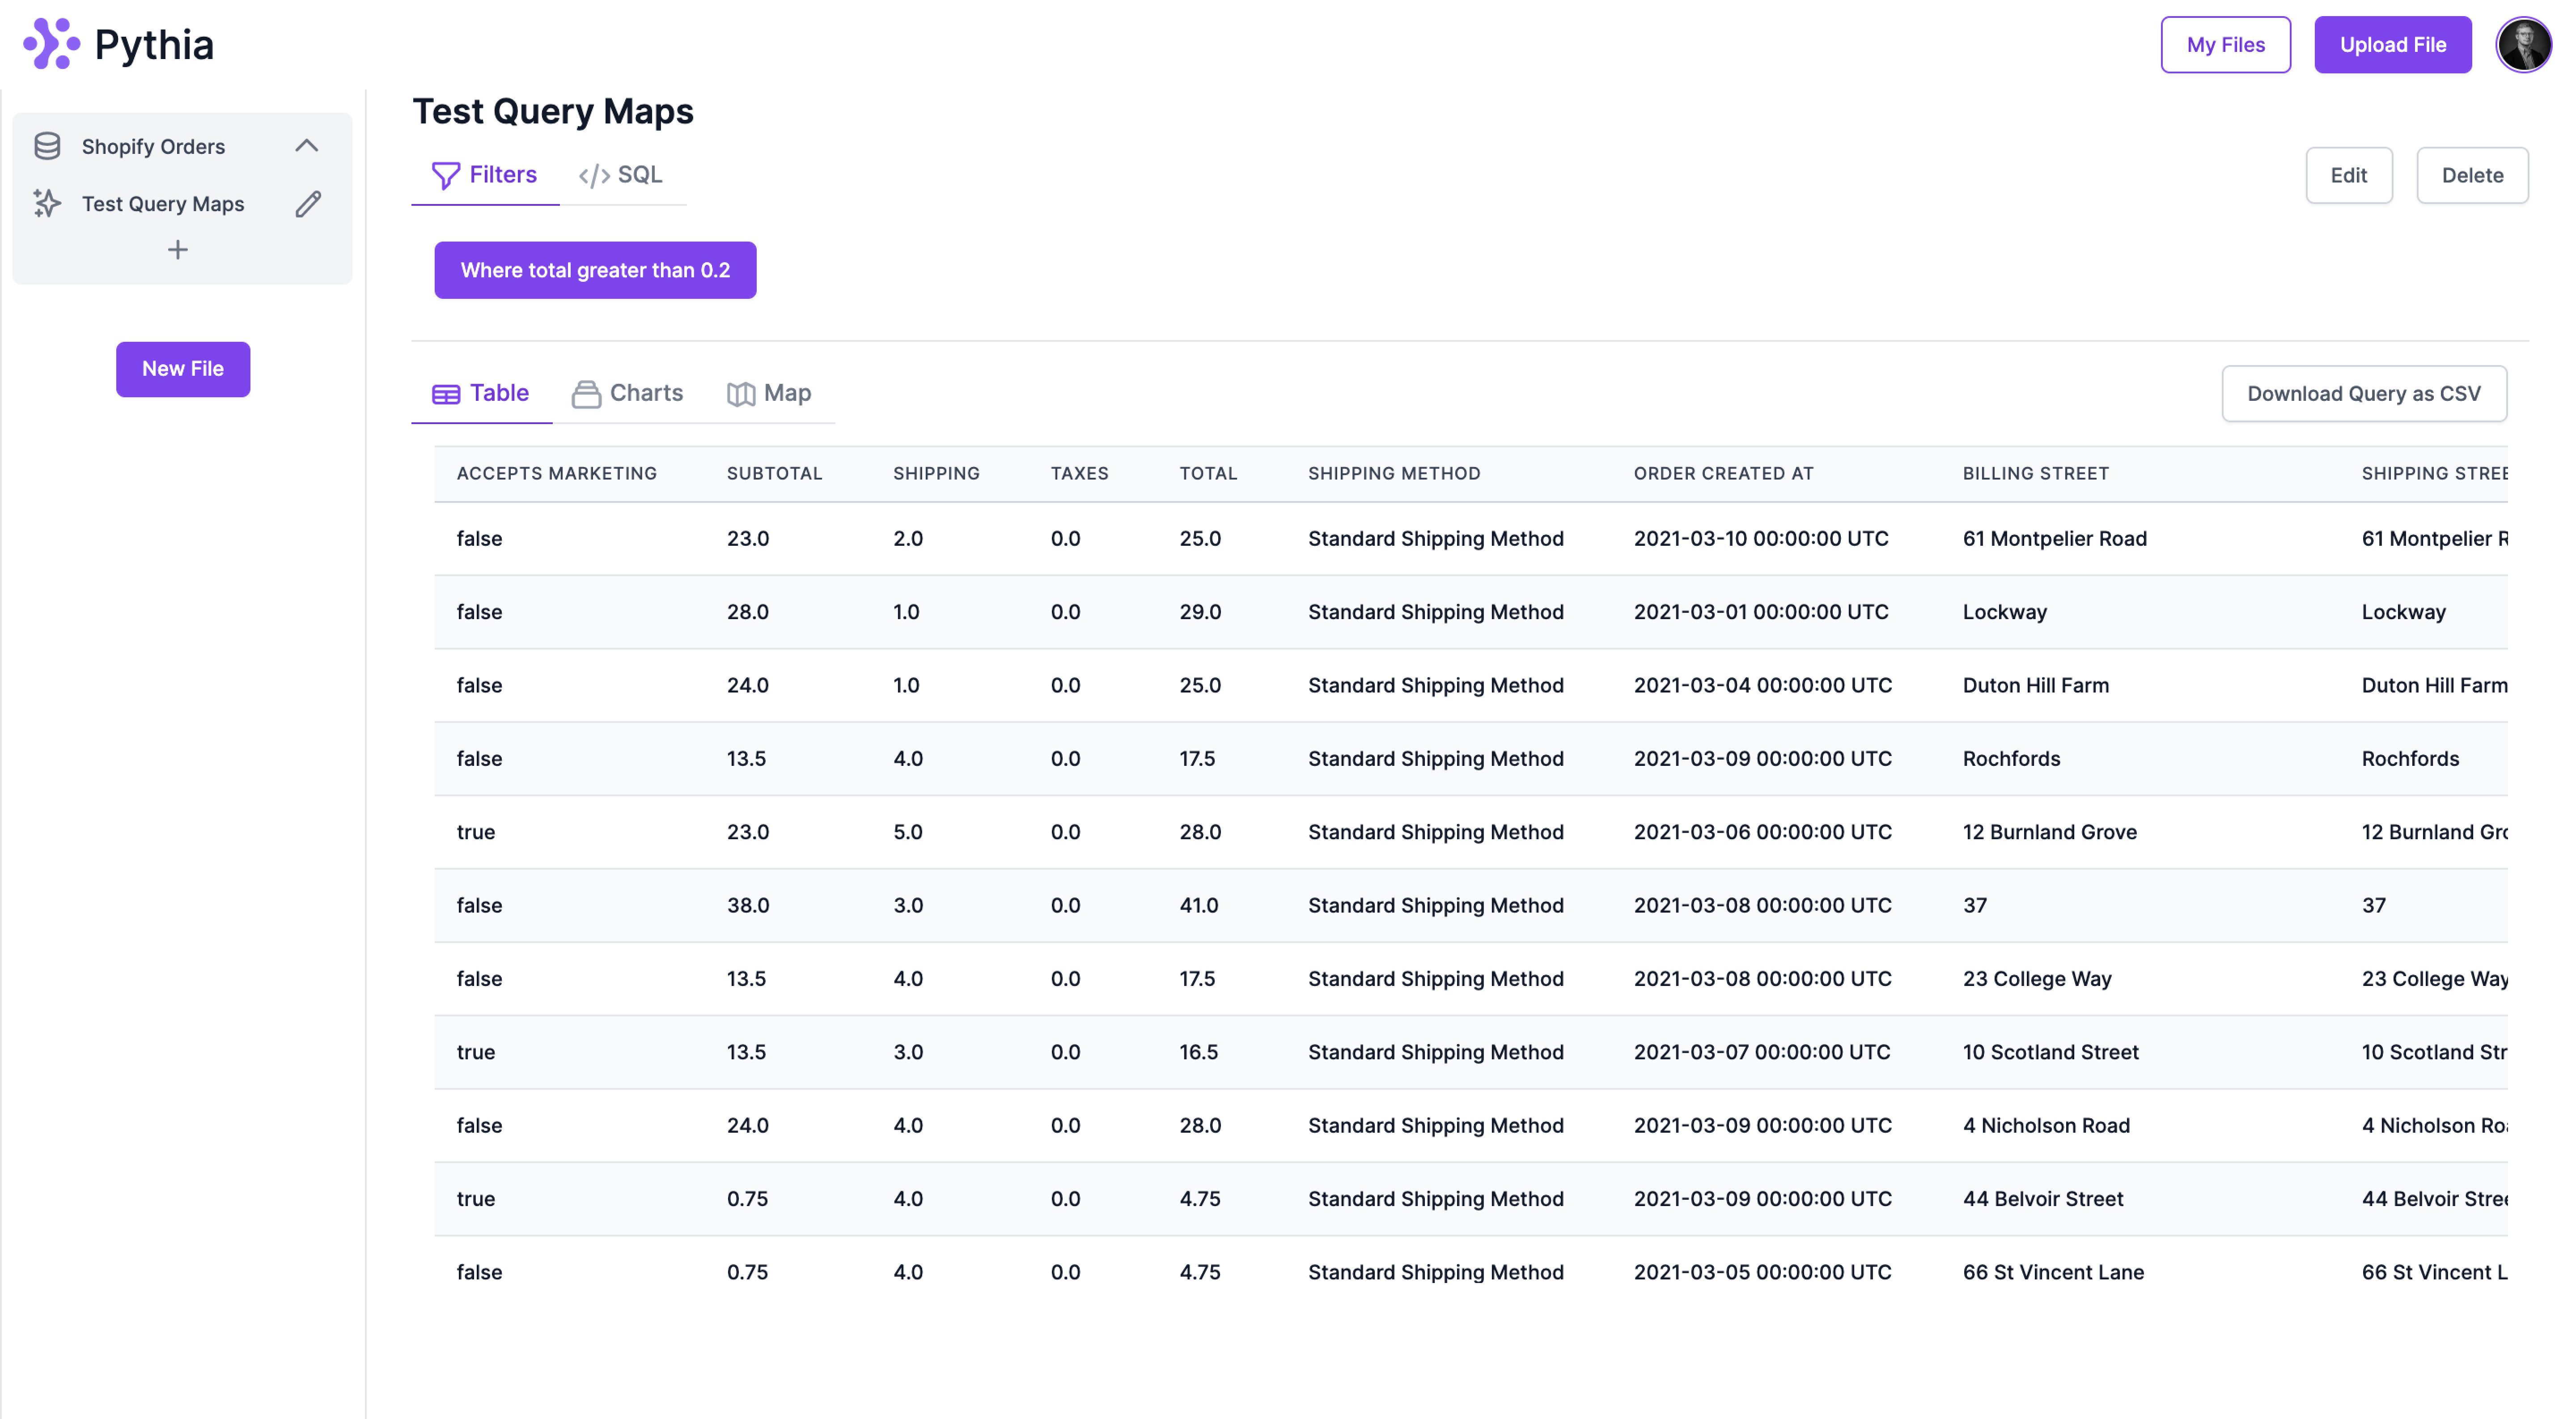 Pythia
My Files
Upload File
Shopify Orders
Test Query Maps
+
New File
Test Query Maps
Filters
</> SQL
Edit
Delete
Where total greater than 0.2
Table
Charts
Map
Download Query as CSV
ACCEPTS MARKETING SUBTOTAL SHIPPING TAXES TOTAL SHIPPING METHOD ORDER CREATED AT BILLING STREET SHIPPING STREE
false 23.0 2.0 0.0 25.0 Standard Shipping Method 2021-03-10 00:00:00 UTC 61 Montpelier Road 61 Montpelier R
false 28.0 1.0 0.0 29.0 Standard Shipping Method 2021-03-01 00:00:00 UTC Lockway Lockway
false 24.0 1.0 0.0 25.0 Standard Shipping Method 2021-03-04 00:00:00 UTC Duton Hill Farm Duton Hill Farm
false 13.5 4.0 0.0 17.5 Standard Shipping Method 2021-03-09 00:00:00 UTC Rochfords Rochfords
true 23.0 5.0 0.0 28.0 Standard Shipping Method 2021-03-06 00:00:00 UTC 12 Burnland Grove 12 Burnland Gro
false 38.0 3.0 0.0 41.0 Standard Shipping Method 2021-03-08 00:00:00 UTC 37 37
false 13.5 4.0 0.0 17.5 Standard Shipping Method 2021-03-08 00:00:00 UTC 23 College Way 23 College Way
true 13.5 3.0 0.0 16.5 Standard Shipping Method 2021-03-07 00:00:00 UTC 10 Scotland Street 10 Scotland Str
false 24.0 4.0 0.0 28.0 Standard Shipping Method 2021-03-09 00:00:00 UTC 4 Nicholson Road 4 Nicholson Roa
true 0.75 4.0 0.0 4.75 Standard Shipping Method 2021-03-09 00:00:00 UTC 44 Belvoir Street 44 Belvoir Stree
false 0.75 4.0 0.0 4.75 Standard Shipping Method 2021-03-05 00:00:00 UTC 66 St Vincent Lane 66 St Vincent L